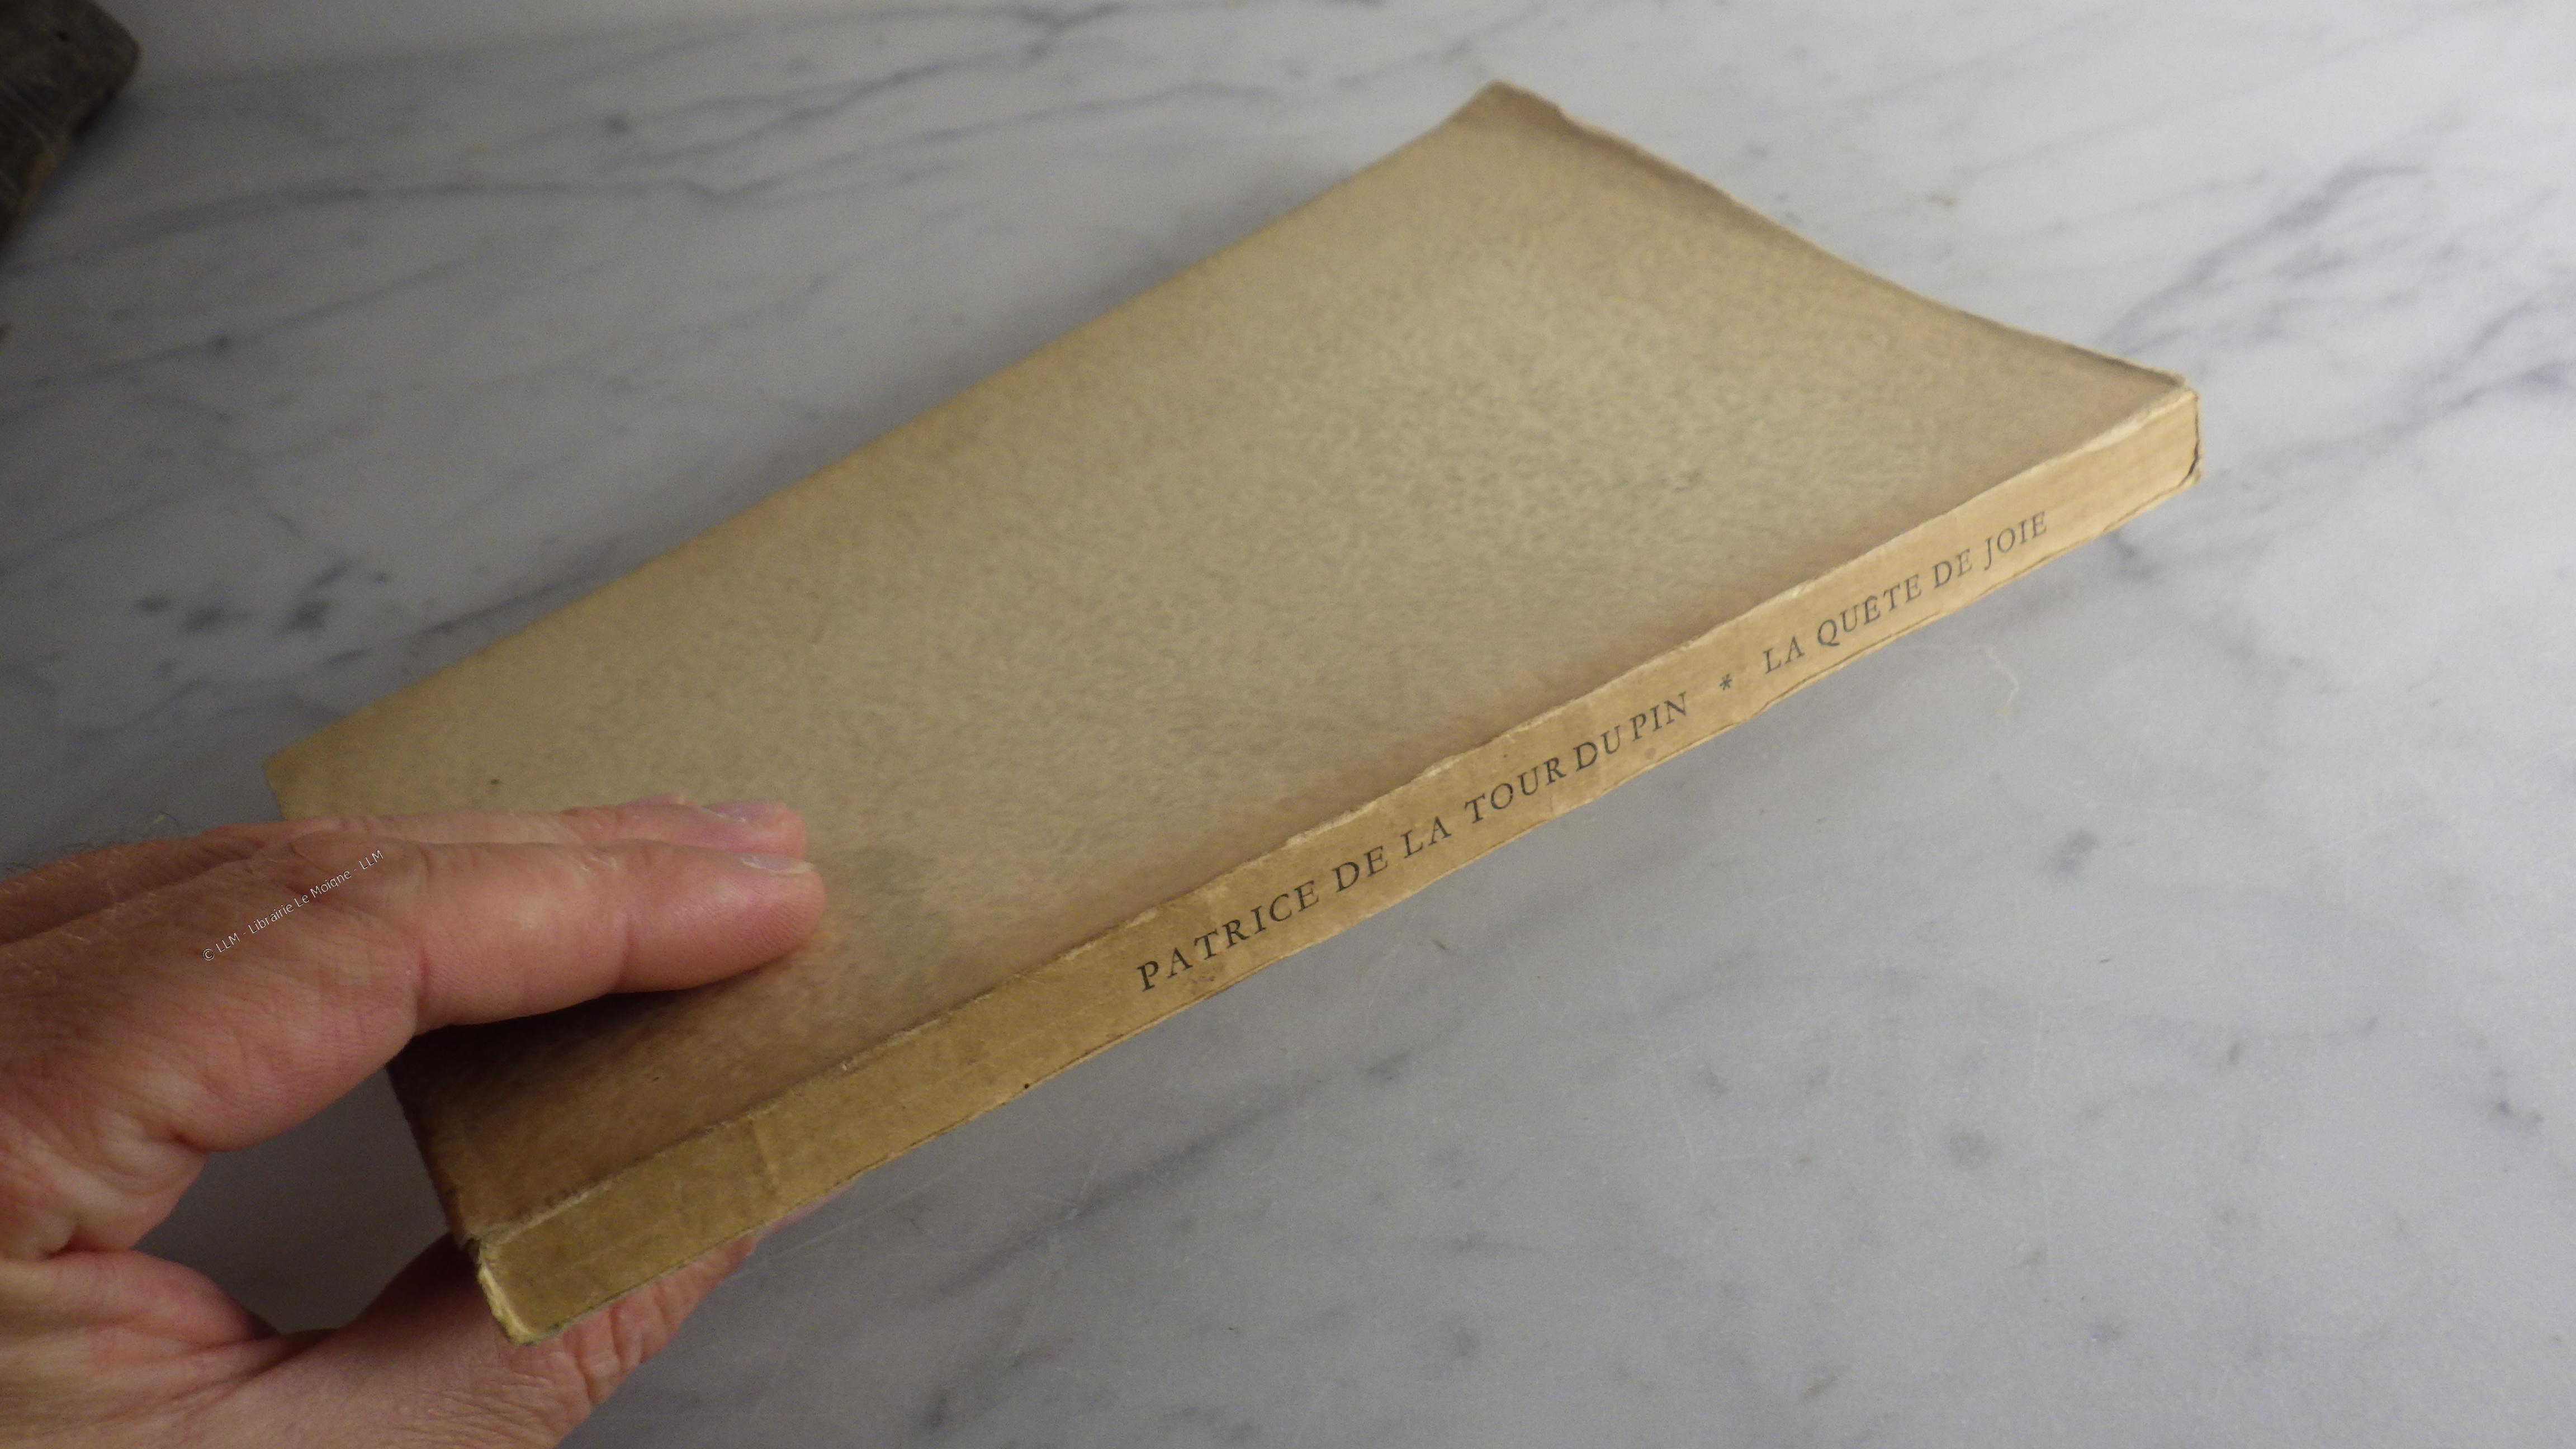 PATRICE DE LA TOUR DU PIN * LA QUÊTE DE JOIE
© LLM - Librairie Le Moigne - LLM